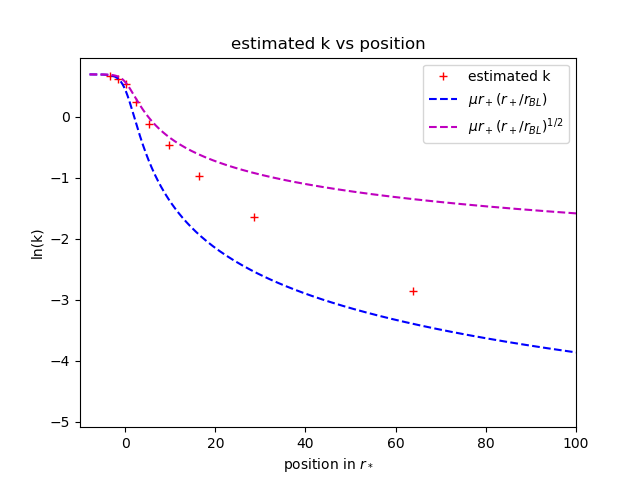 estimated k vs position
estimated k
μr₊ (r₊/r_BL)
μr₊ (r₊/r_BL)^{1/2}
ln(k)
0
−1
−2
−3
−4
−5
0 20 40 60 80 100
position in r_*